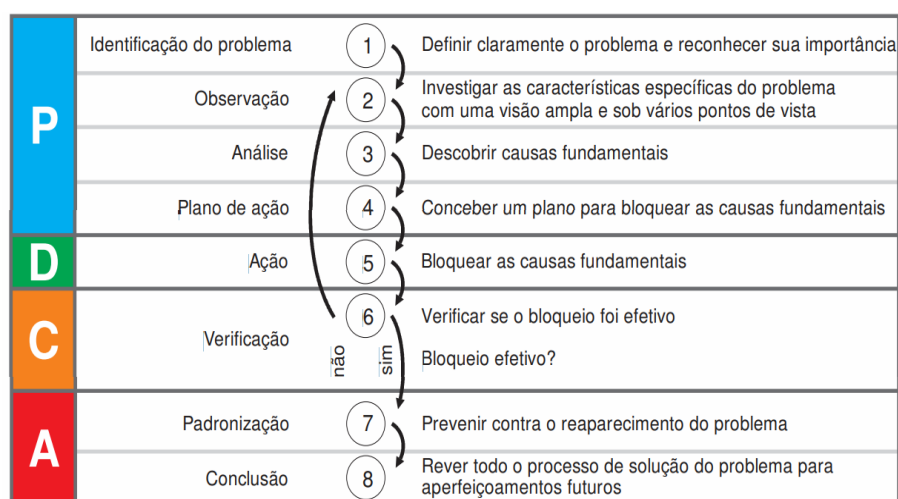 P
Identificação do problema 1 Definir claramente o problema e reconhecer sua importância
Observação 2 Investigar as características específicas do problema
com uma visão ampla e sob vários pontos de vista
Análise 3 Descobrir causas fundamentais
Plano de ação 4 Conceber um plano para bloquear as causas fundamentais
D
Ação 5 Bloquear as causas fundamentais
C
Verificação 6 Verificar se o bloqueio foi efetivo
não sim Bloqueio efetivo?
A
Padronização 7 Prevenir contra o reaparecimento do problema
Conclusão 8 Rever todo o processo de solução do problema para
aperfeiçoamentos futuros